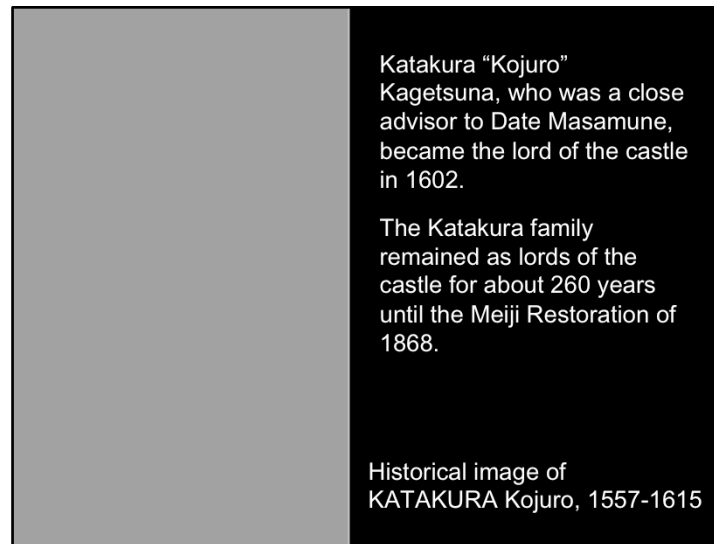 Katakura “Kojuro”
Kagetsuna, who was a close
advisor to Date Masamune,
became the lord of the castle
in 1602.
The Katakura family
remained as lords of the
castle for about 260 years
until the Meiji Restoration of
1868.
Historical image of
KATAKURA Kojuro, 1557-1615